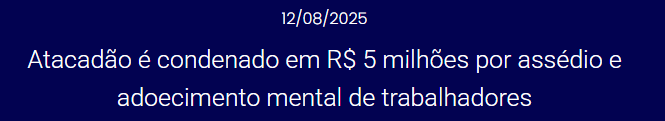 12/08/2025
Atacadão é condenado em R$ 5 milhões por assédio e
adoecimento mental de trabalhadores